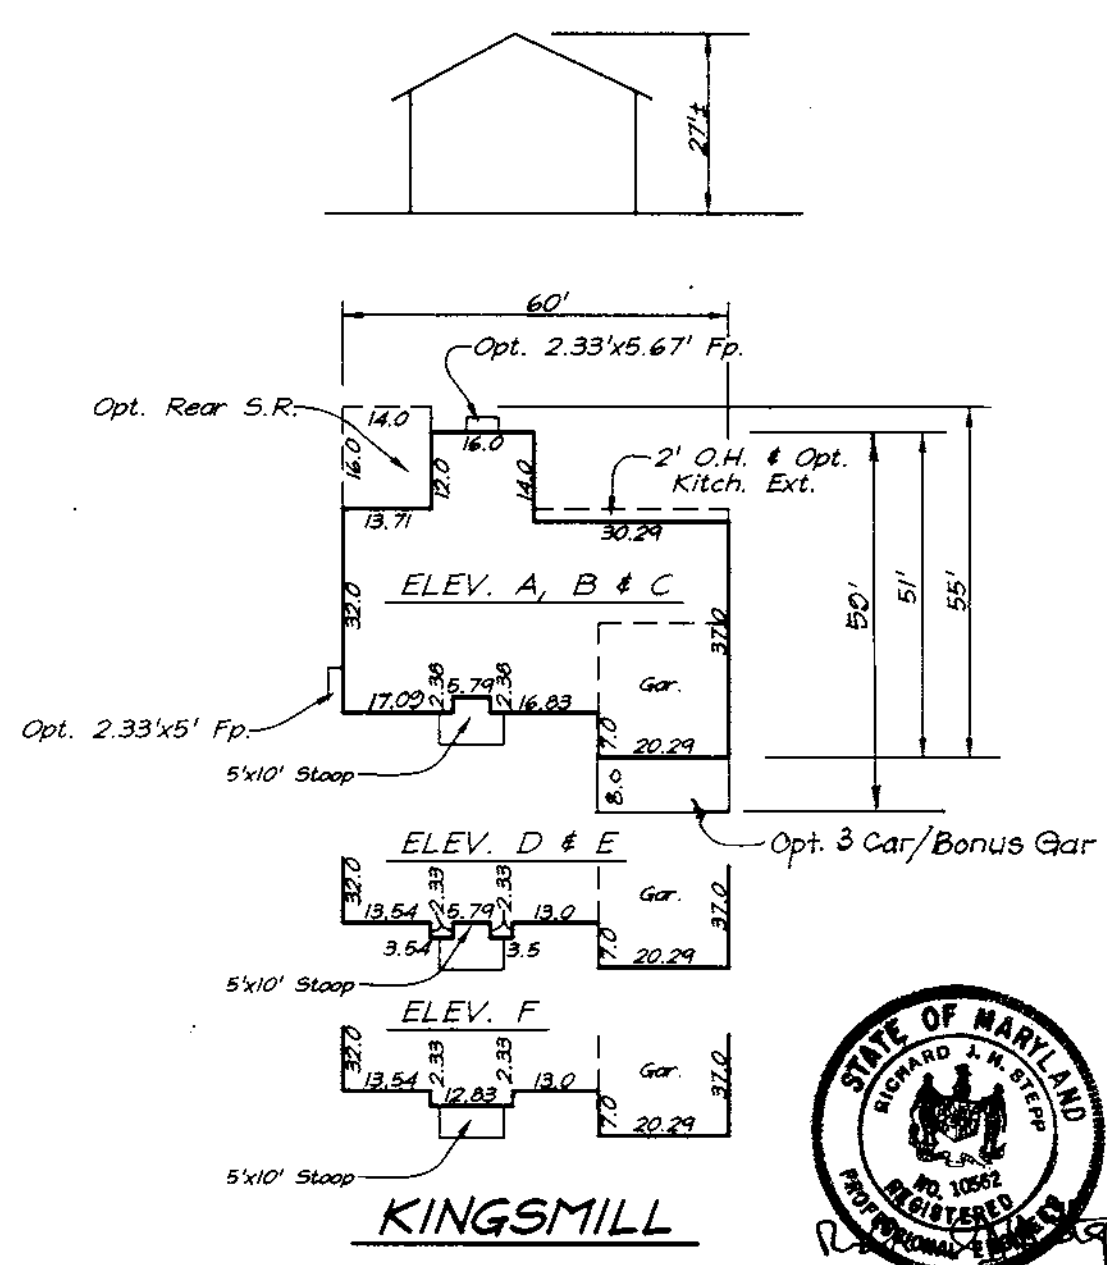 27'±
60'
Opt. 2.33'x5.67' Fp.
Opt. Rear S.R.
14.0
16.0
16.0
12.0
14.0
2' O.H. & Opt.
Kitch. Ext.
13.71
30.29
ELEV. A, B & C
32.0
37.0
59'
51'
55'
17.09
2.38
5.79
2.38
16.83
Gar.
7.0
20.29
8.0
Opt. 2.33'x5' Fp.
5'x10' Stoop
Opt. 3 Car/Bonus Gar
ELEV. D & E
32.0
13.54
2.33
5.79
2.33
13.0
Gar.
37.0
3.54
3.5
7.0
20.29
5'x10' Stoop
ELEV. F
32.0
13.54
2.33
12.83
2.33
13.0
Gar.
37.0
7.0
20.29
5'x10' Stoop
KINGSMILL
STATE OF MARYLAND
RICHARD J. H. STEPP
NO. 10562
REGISTERED
PROFESSIONAL ENGINEER